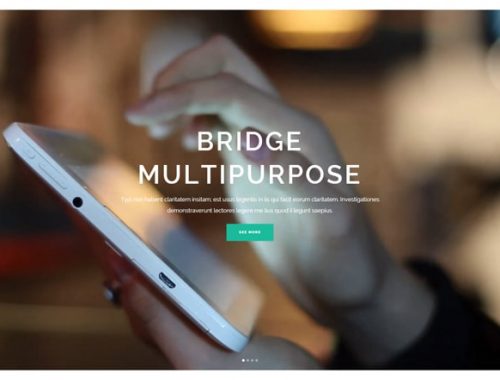 BRIDGE
MULTIPURPOSE
Typi non habent claritatem insitam; est usus legentis in iis qui facit eorum claritatem. Investigationes
demonstraverunt lectores legere me lius quod ii legunt saepius.
SEE MORE